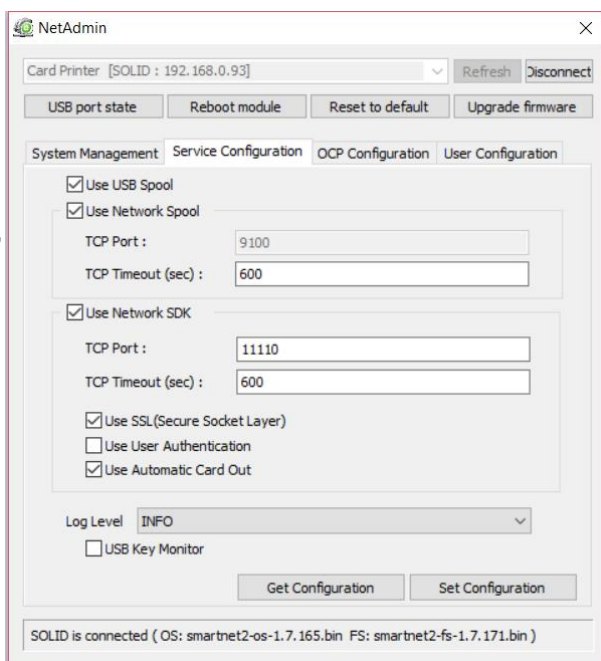 NetAdmin
Card Printer [SOLID : 192.168.0.93] Refresh Disconnect
USB port state Reboot module Reset to default Upgrade firmware
System Management Service Configuration OCP Configuration User Configuration
Use USB Spool
Use Network Spool
TCP Port : 9100
TCP Timeout (sec) : 600
Use Network SDK
TCP Port : 11110
TCP Timeout (sec) : 600
Use SSL(Secure Socket Layer)
Use User Authentication
Use Automatic Card Out
Log Level INFO
USB Key Monitor
Get Configuration Set Configuration
SOLID is connected ( OS: smartnet2-os-1.7.165.bin FS: smartnet2-fs-1.7.171.bin )